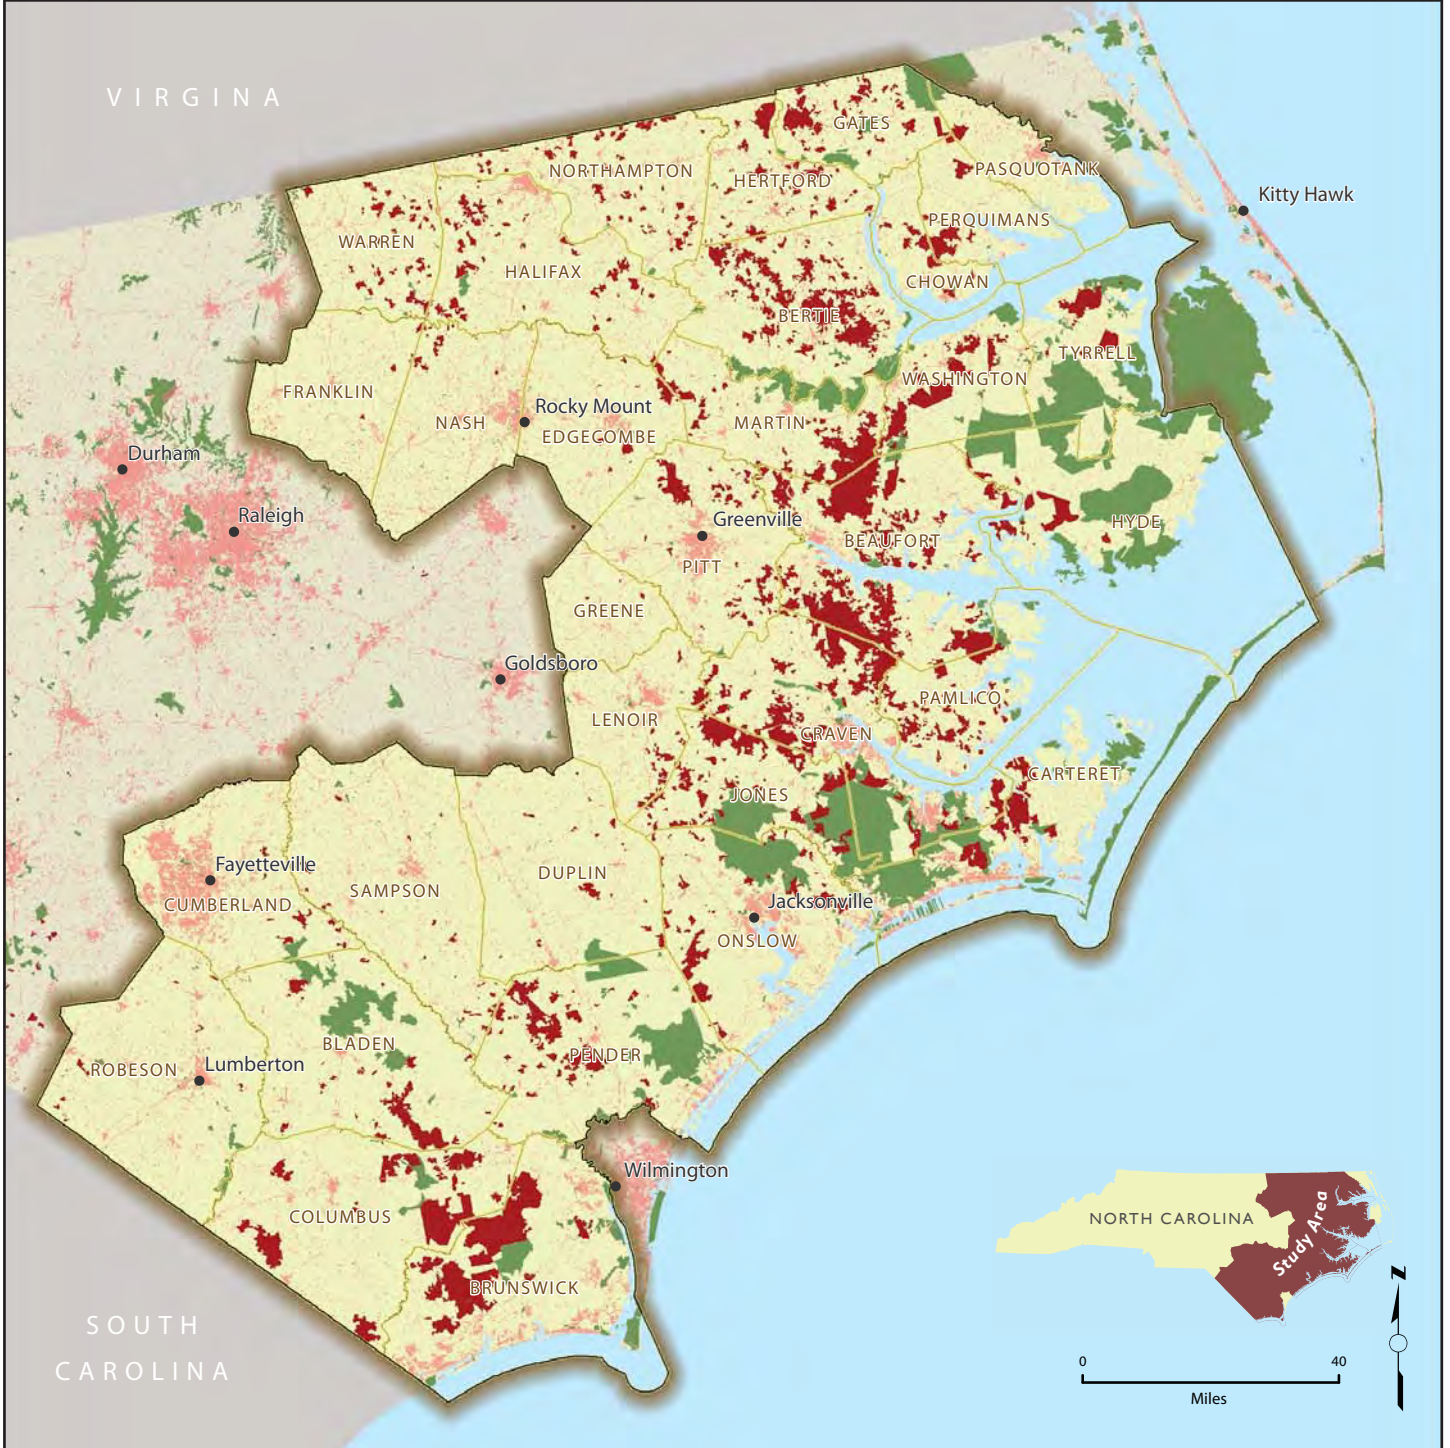 VIRGINA
GATES
NORTHAMPTON
HERTFORD
PASQUOTANK
Kitty Hawk
PERQUIMANS
WARREN
HALIFAX
CHOWAN
BERTIE
TYRRELL
WASHINGTON
FRANKLIN
Rocky Mount
NASH
EDGECOMBE
MARTIN
Durham
Raleigh
Greenville
HYDE
BEAUFORT
PITT
GREENE
Goldsboro
PAMLICO
LENOIR
CRAVEN
CARTERET
JONES
Fayetteville
DUPLIN
SAMPSON
CUMBERLAND
Jacksonville
ONSLOW
BLADEN
PENDER
ROBESON
Lumberton
Wilmington
COLUMBUS
BRUNSWICK
SOUTH
CAROLINA
NORTH CAROLINA
Study Area
N
0 40
Miles